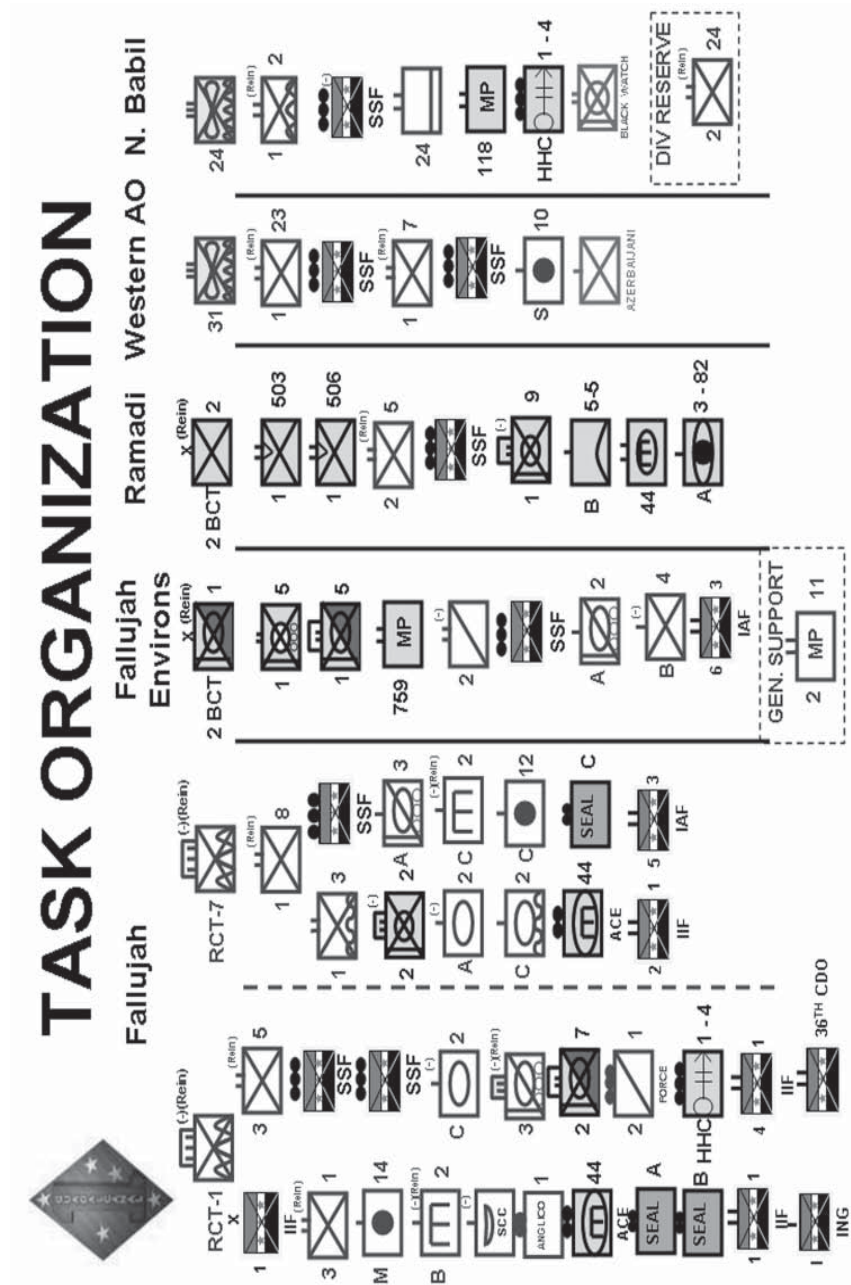 TASK ORGANIZATION
Fallujah
Fallujah
Environs
Ramadi
Western AO
N. Babil
RCT-1 (-)(Rein)
X
1
IIF
(Rein)
3 1
M 14
(-)(Rein)
B 2
(-)
SCC
ANGLCO 1
44
ACE
SEAL A
SEAL B
1 1
IIF
I
ING
(Rein)
3 5
SSF
SSF
(-)
C 2
(-)(Rein)
3
2 7
2 1
FORCE
HHC 1 - 4
4 1
IIF
36TH CDO
RCT-7 (-)(Rein)
(Rein)
1 8
1 3
(-)
2
(-)
A 2
C 2
44
ACE
2 1
IIF
SSF
2 A 3
(-)(Rein)
C 2
C 12
SEAL C
5 3
IAF
X (Rein)
2 BCT 1
1 5
1 5
759 MP
(-)
2
SSF
A 2
(-)
B 4
6 3
IAF
GEN. SUPPORT
2 MP 11
X (Rein)
2 BCT 2
1 503
1 506
(Rein)
2 5
SSF
(-)
1 9
B 5-5
44
A 3 - 82
31
(Rein)
1 23
SSF
(Rein)
1 7
SSF
S 10
AZERBAIJANI
24
(Rein)
1 2
(-)
SSF
24
118 MP
HHC 1 - 4
BLACK WATCH
DIV RESERVE
(Rein)
2 24